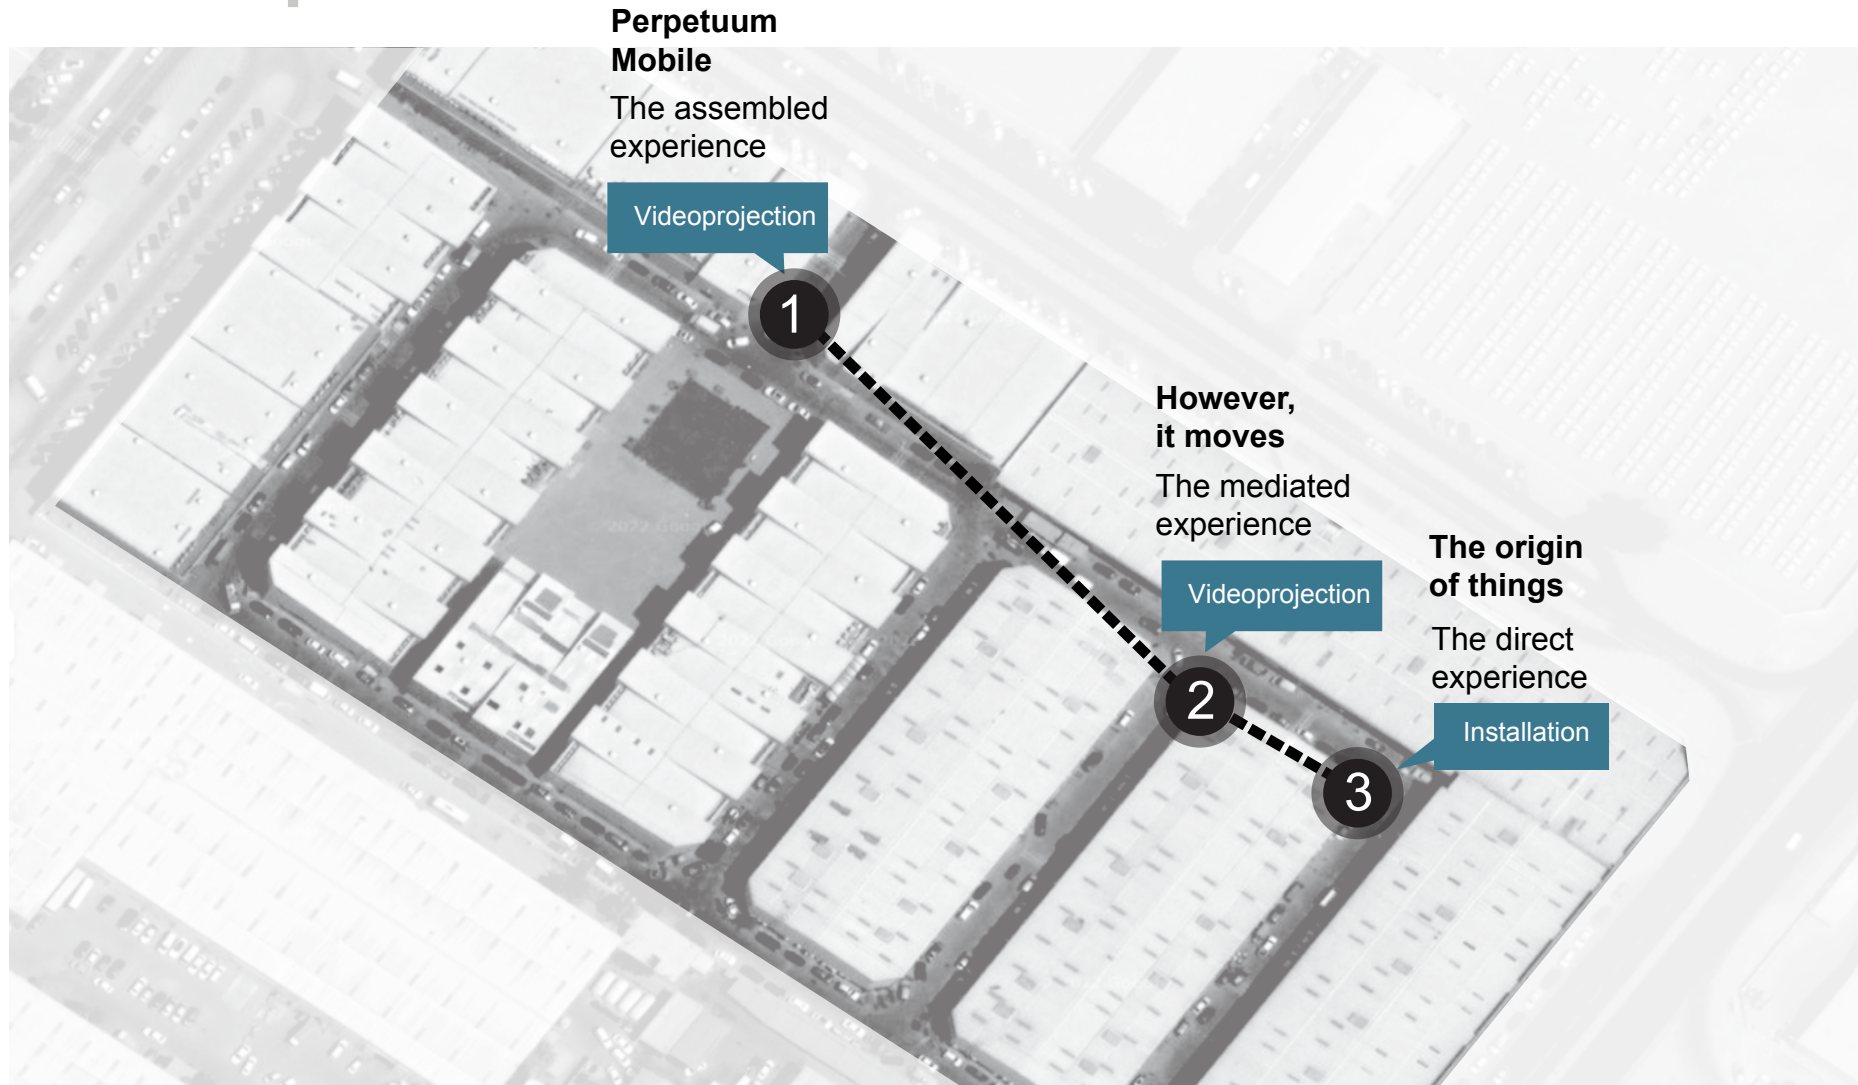 Perpetuum
Mobile
The assembled
experience
Videoprojection
1
However,
it moves
The mediated
experience
Videoprojection
2
The origin
of things
The direct
experience
Installation
3